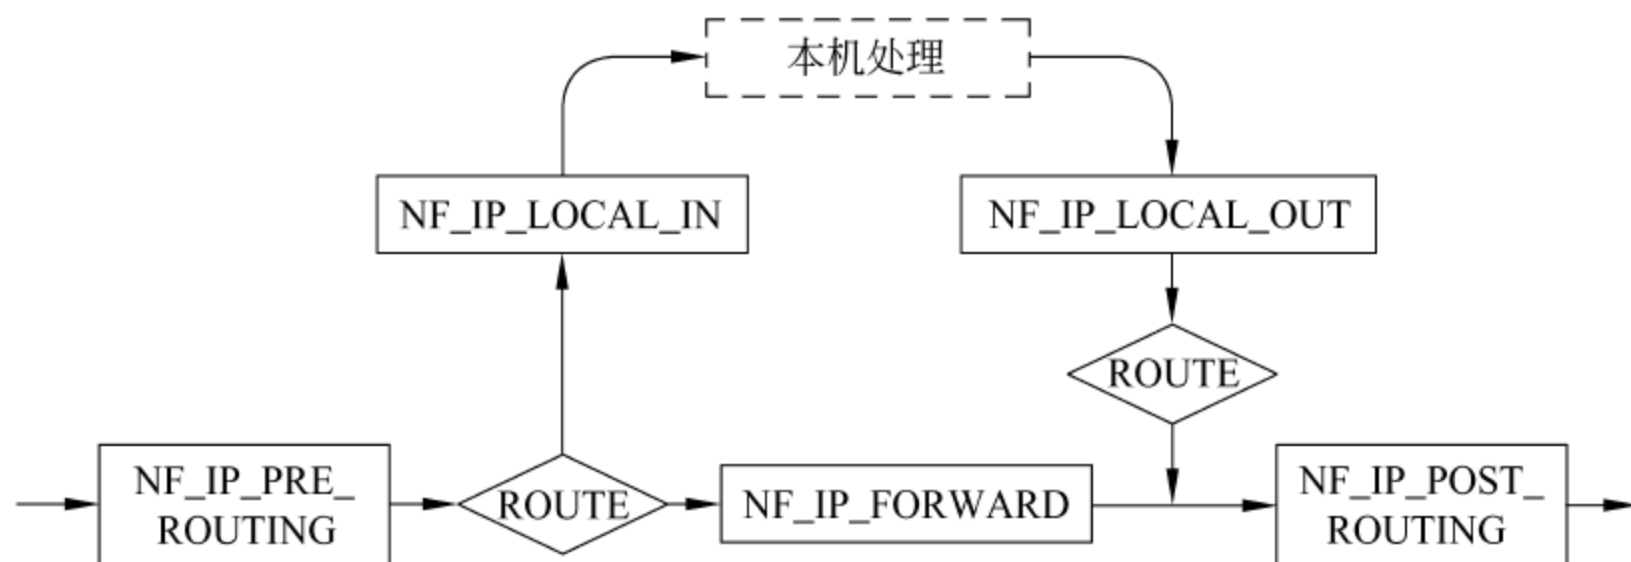 本机处理
NF_IP_LOCAL_IN
NF_IP_LOCAL_OUT
ROUTE
NF_IP_PRE_
ROUTING
ROUTE
NF_IP_FORWARD
NF_IP_POST_
ROUTING